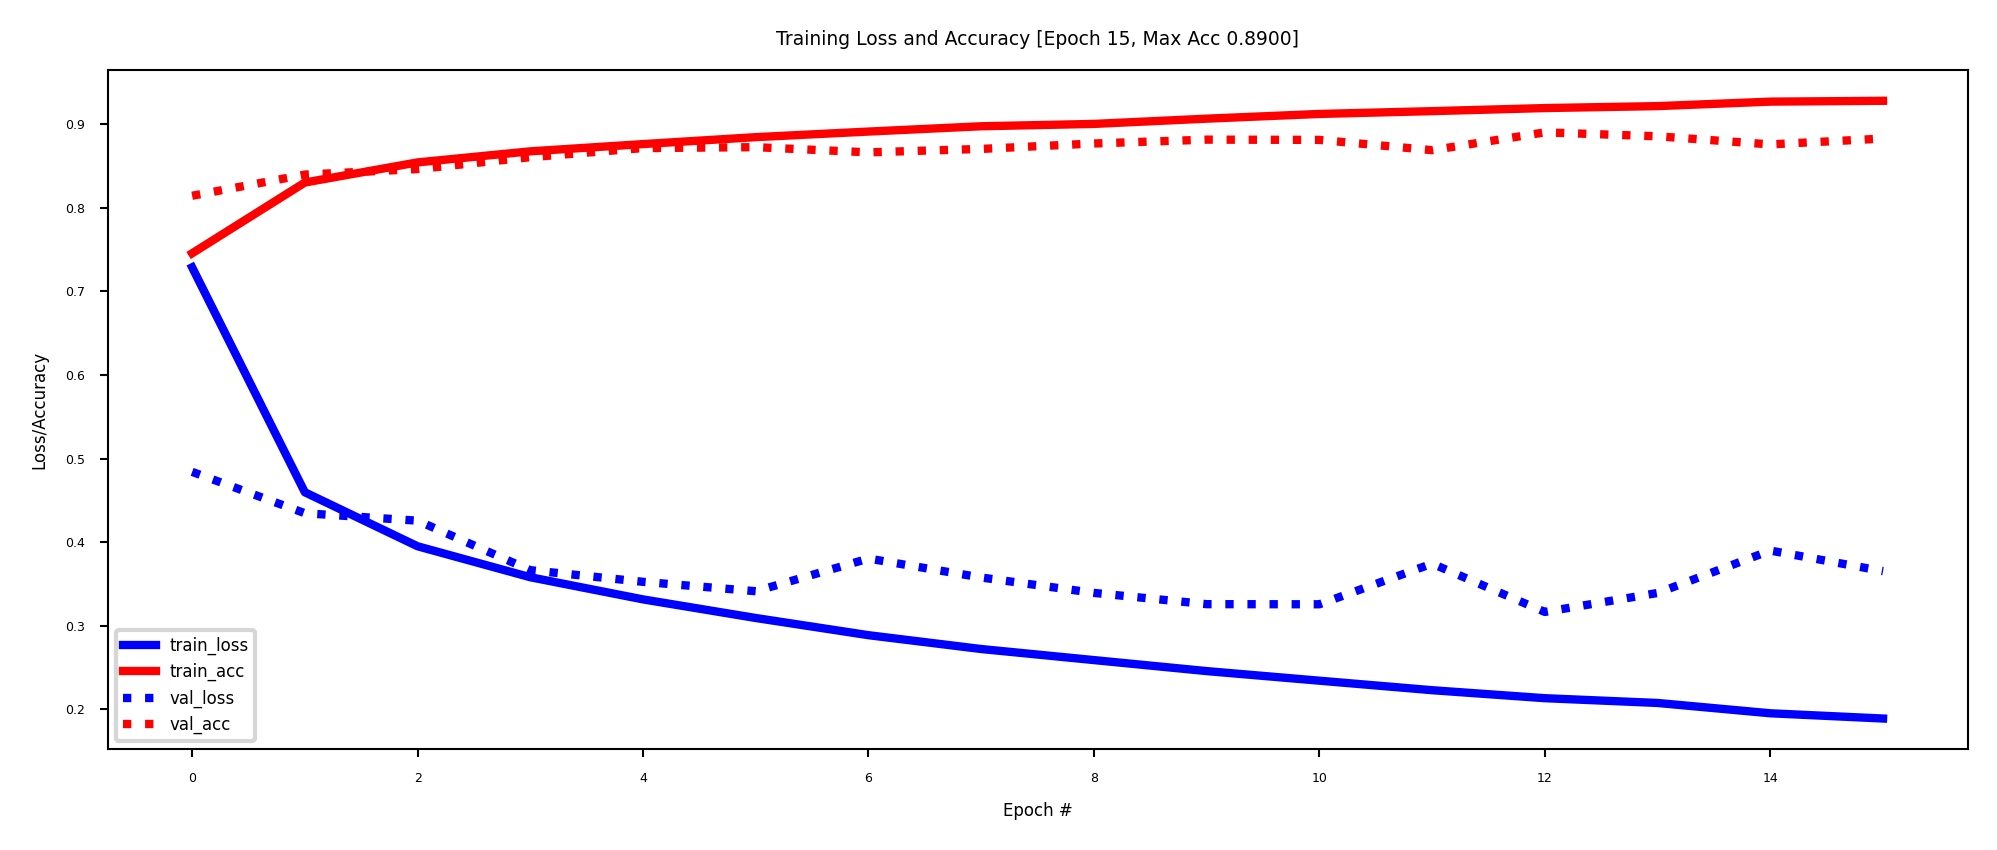 Training Loss and Accuracy [Epoch 15, Max Acc 0.8900]
Loss/Accuracy
0.9
0.8
0.7
0.6
0.5
0.4
0.3
0.2
train_loss
train_acc
val_loss
val_acc
0 2 4 6 8 10 12 14
Epoch #